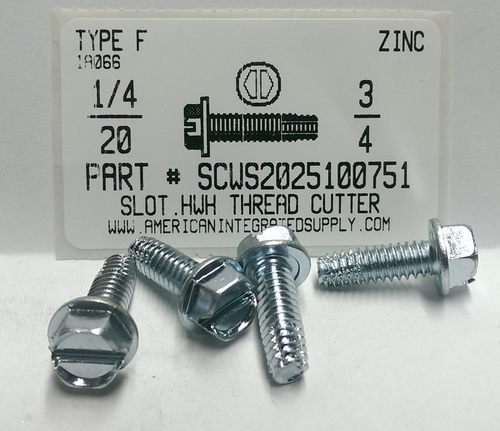 TYPE F ZINC
1A066
1/4 3/4
20
PART # SCWS2025100751
SLOT.HWH THREAD CUTTER
WWW.AMERICANINTEGRATEDSUPPLY.COM